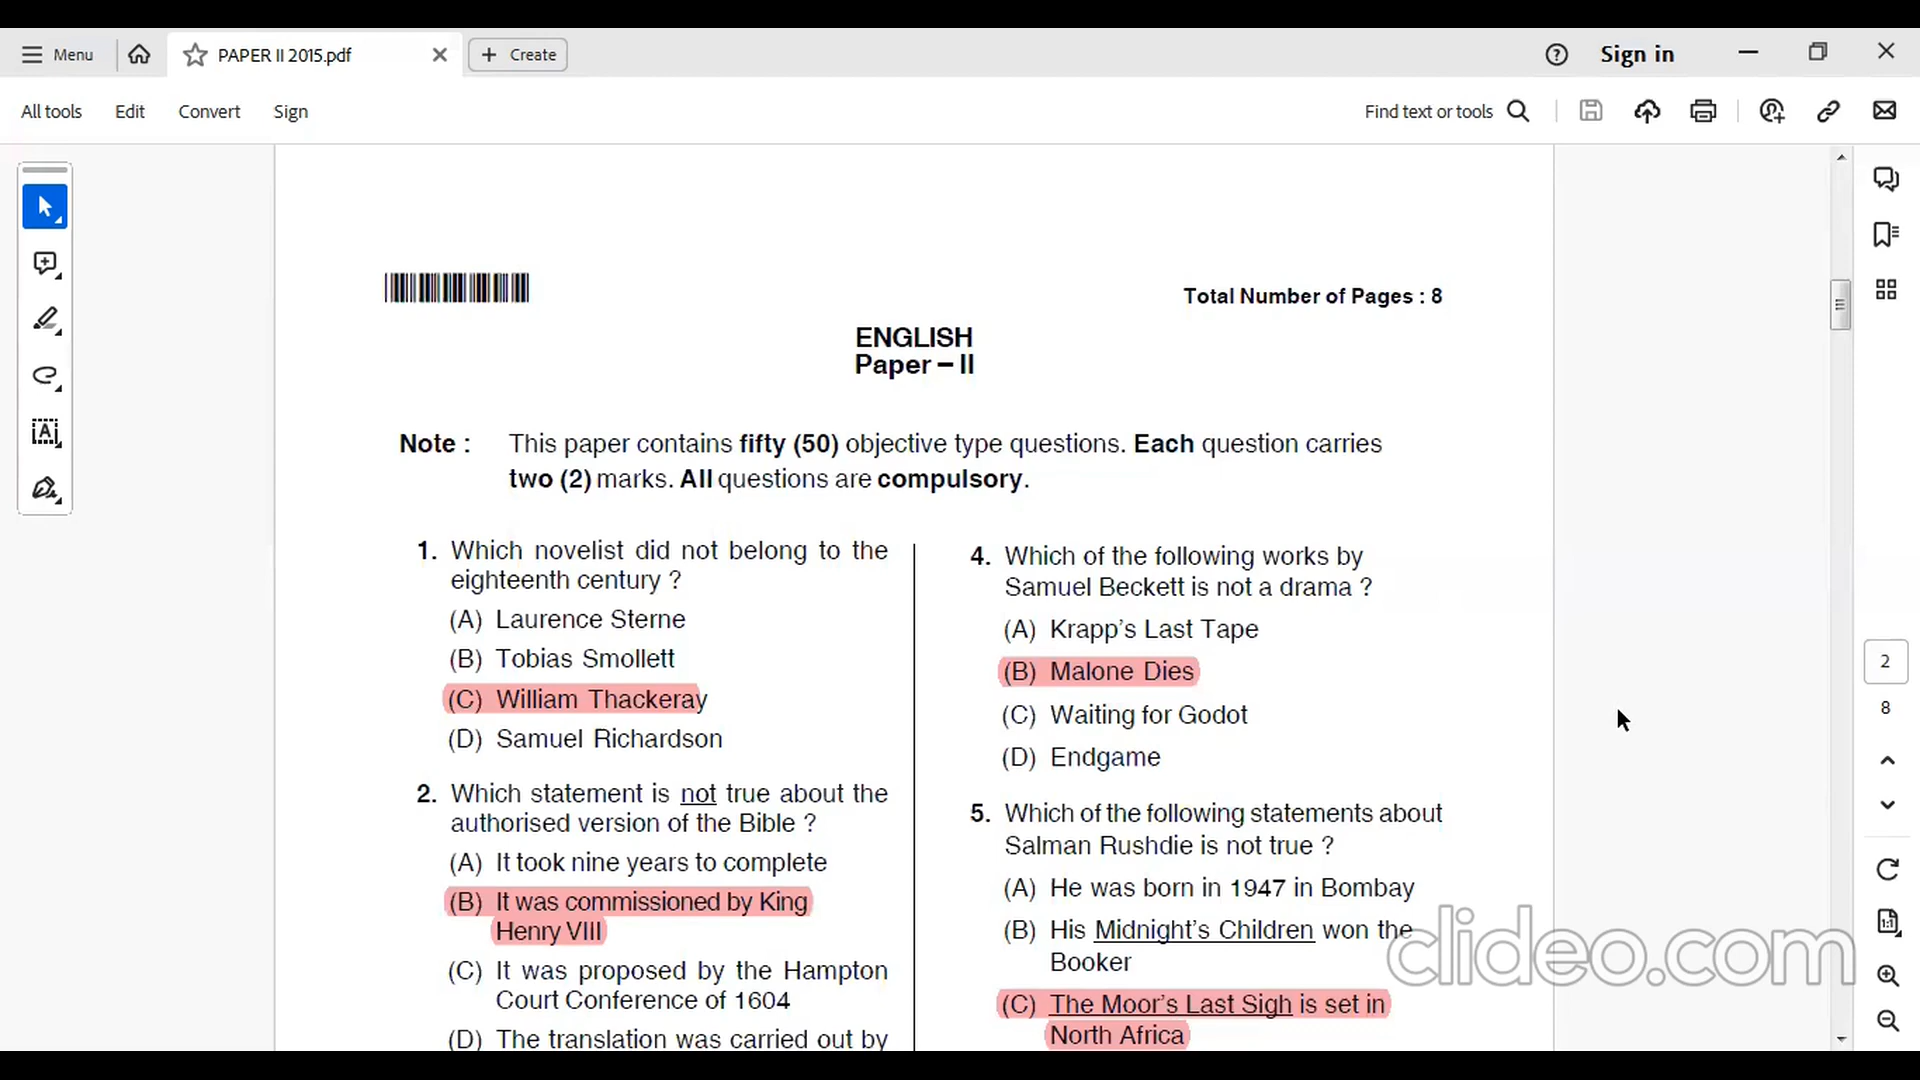 Menu
PAPER II 2015.pdf
Create
Sign in
All tools
Edit
Convert
Sign
Find text or tools
Total Number of Pages : 8
ENGLISH
Paper – II
Note : This paper contains fifty (50) objective type questions. Each question carries
two (2) marks. All questions are compulsory.
1. Which novelist did not belong to the
eighteenth century ?
(A) Laurence Sterne
(B) Tobias Smollett
(C) William Thackeray
(D) Samuel Richardson
2. Which statement is not true about the
authorised version of the Bible ?
(A) It took nine years to complete
(B) It was commissioned by King
Henry VIII
(C) It was proposed by the Hampton
Court Conference of 1604
(D) The translation was carried out by
4. Which of the following works by
Samuel Beckett is not a drama ?
(A) Krapp's Last Tape
(B) Malone Dies
(C) Waiting for Godot
(D) Endgame
5. Which of the following statements about
Salman Rushdie is not true ?
(A) He was born in 1947 in Bombay
(B) His Midnight's Children won the
Booker
(C) The Moor's Last Sigh is set in
North Africa
2
8
1:1
clideo.com